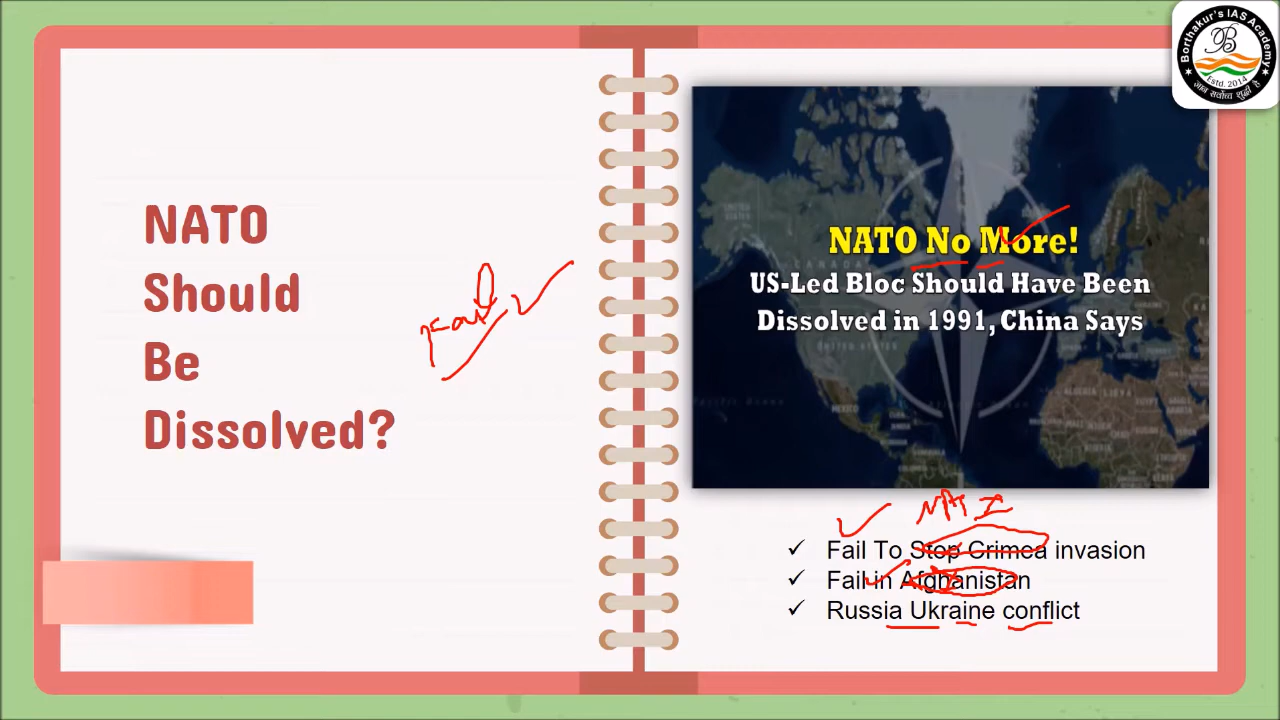 NATO
Should
Be
Dissolved?
NATO No More!
US-Led Bloc Should Have Been
Dissolved in 1991, China Says
✓ Fail To Stop Crimea invasion
✓ Fail in Afghanistan
✓ Russia Ukraine conflict
Borthakur's IAS Academy
B
Estd. 2014
ज्ञान सर्वोच्च शुद्धी है